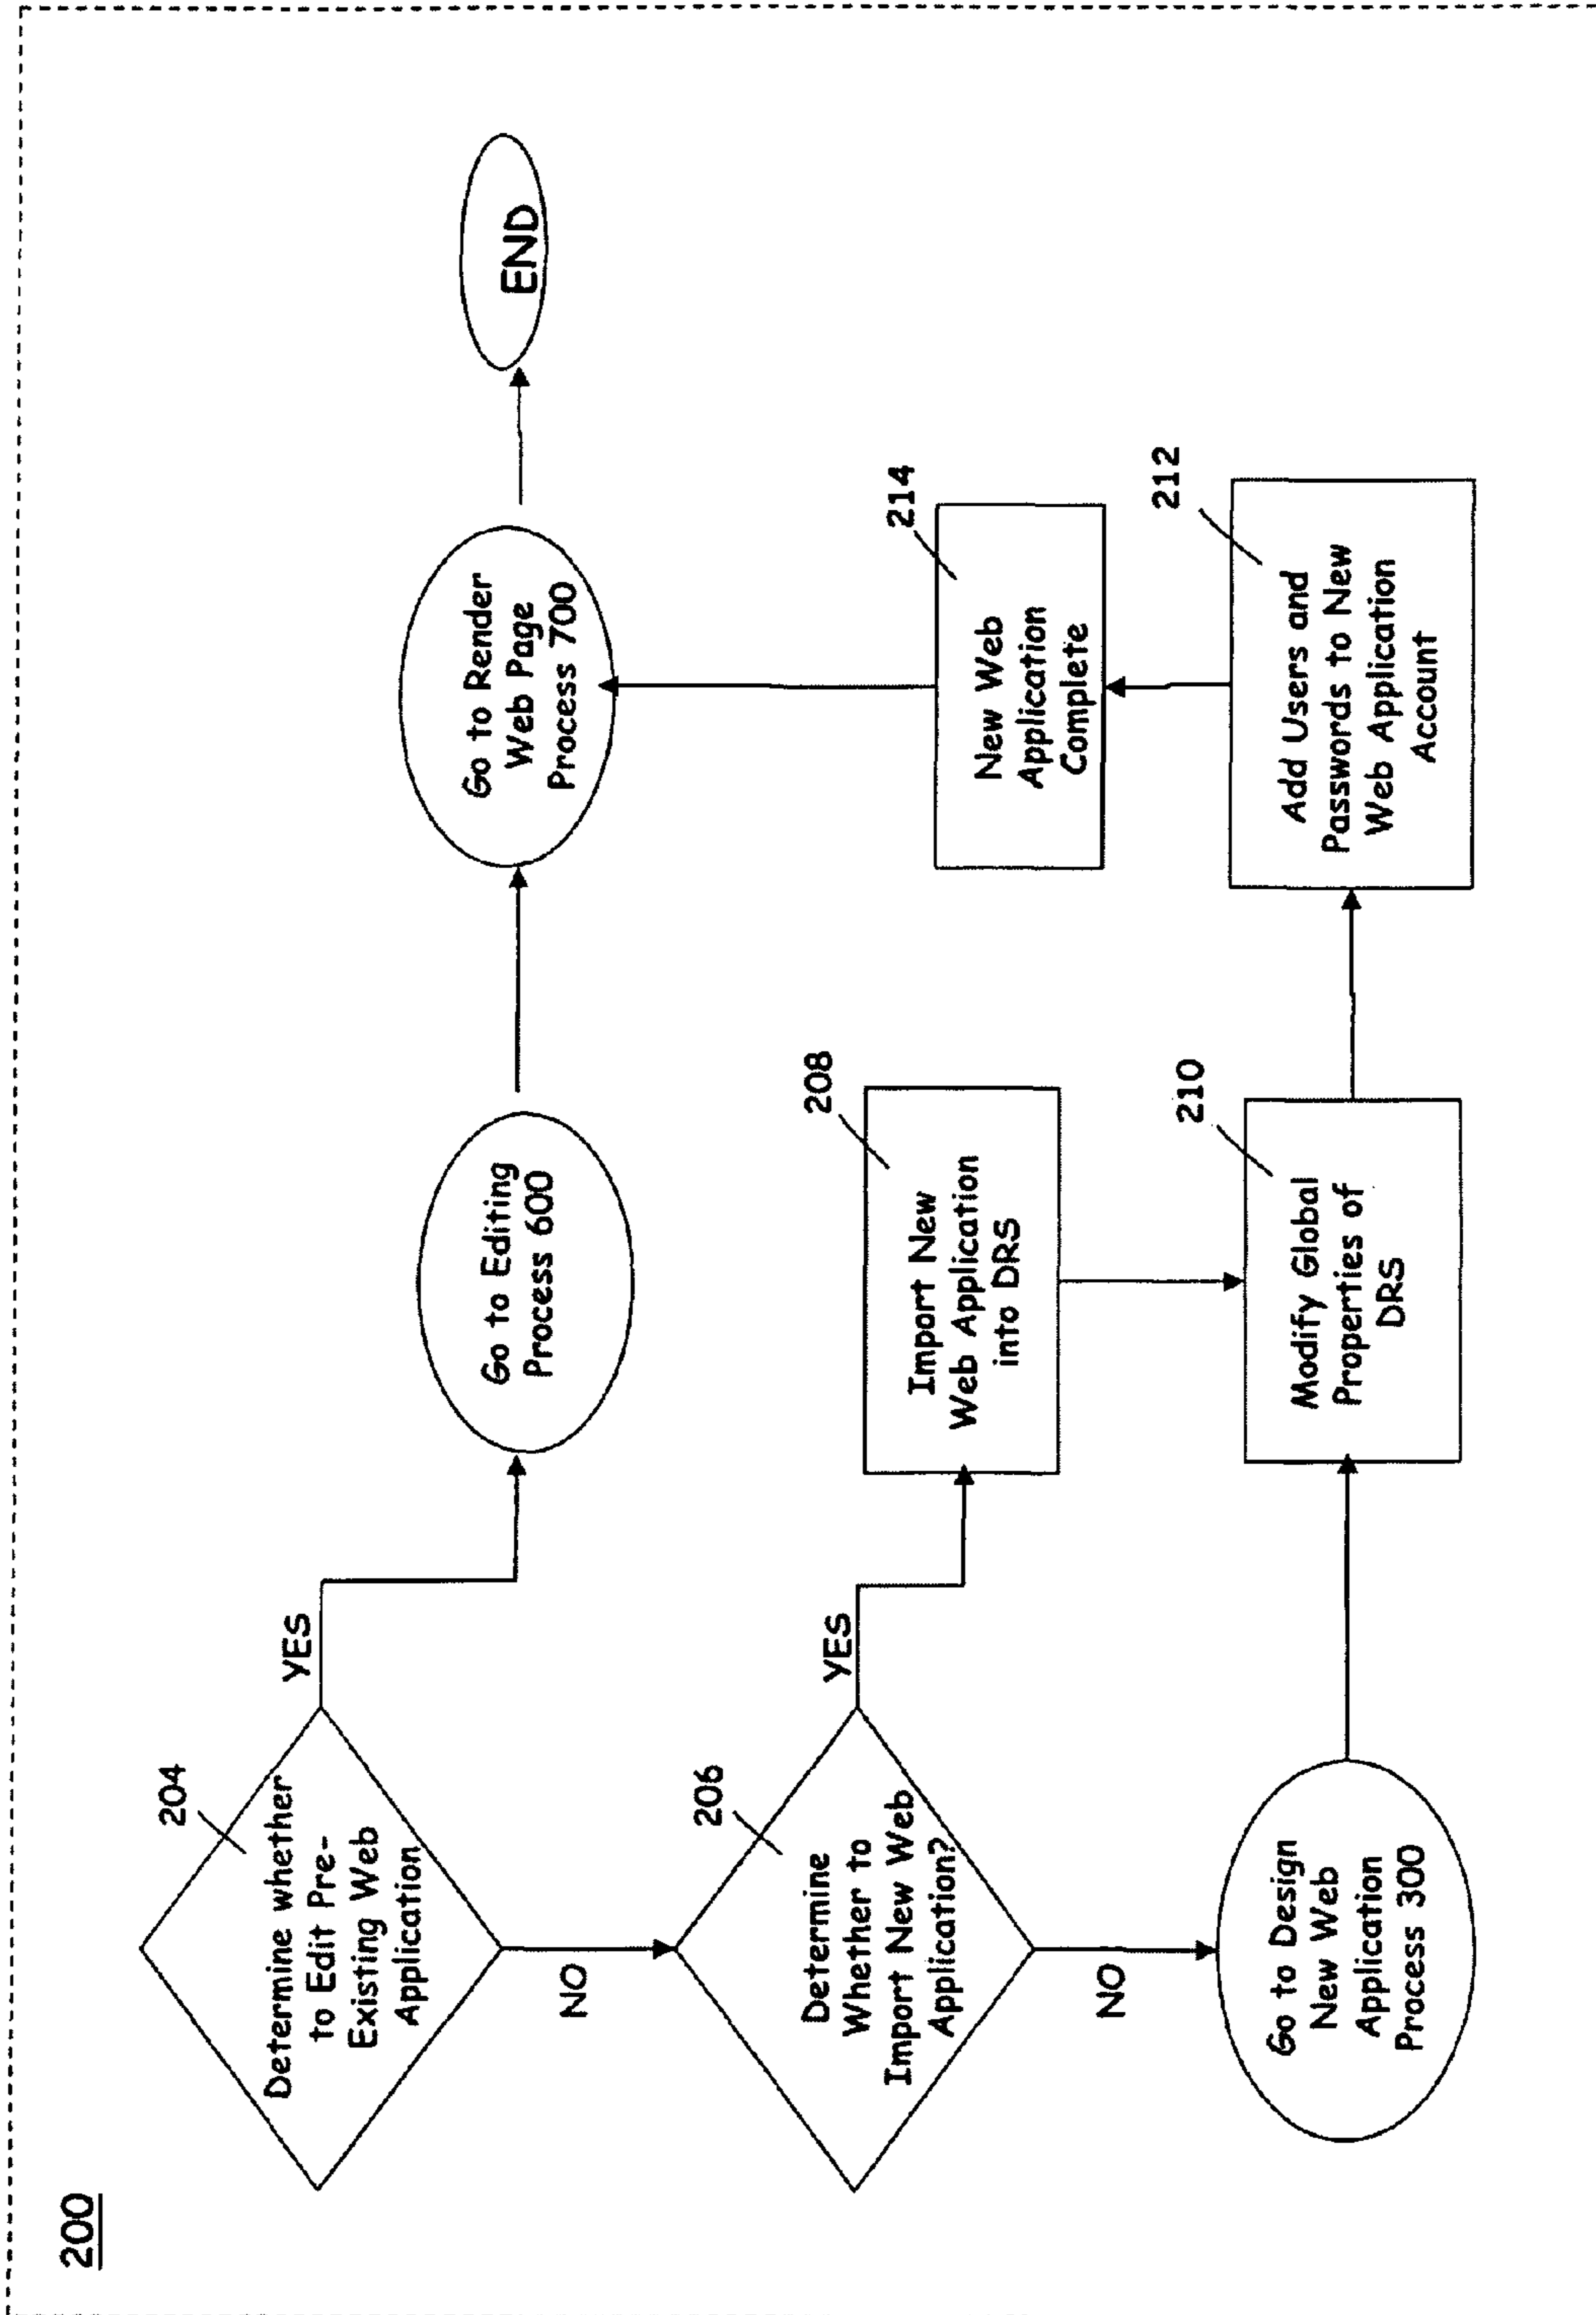 200
204
Determine whether
to Edit Pre-
Existing Web
Application
YES
NO
Go to Editing
Process 600
Go to Render
Web Page
Process 700
END
206
Determine
Whether to
Import New Web
Application?
YES
NO
208
Import New
Web Application
into DRS
214
New Web
Application
Complete
Go to Design
New Web
Application
Process 300
210
Modify Global
Properties of
DRS
212
Add Users and
Passwords to New
Web Application
Account